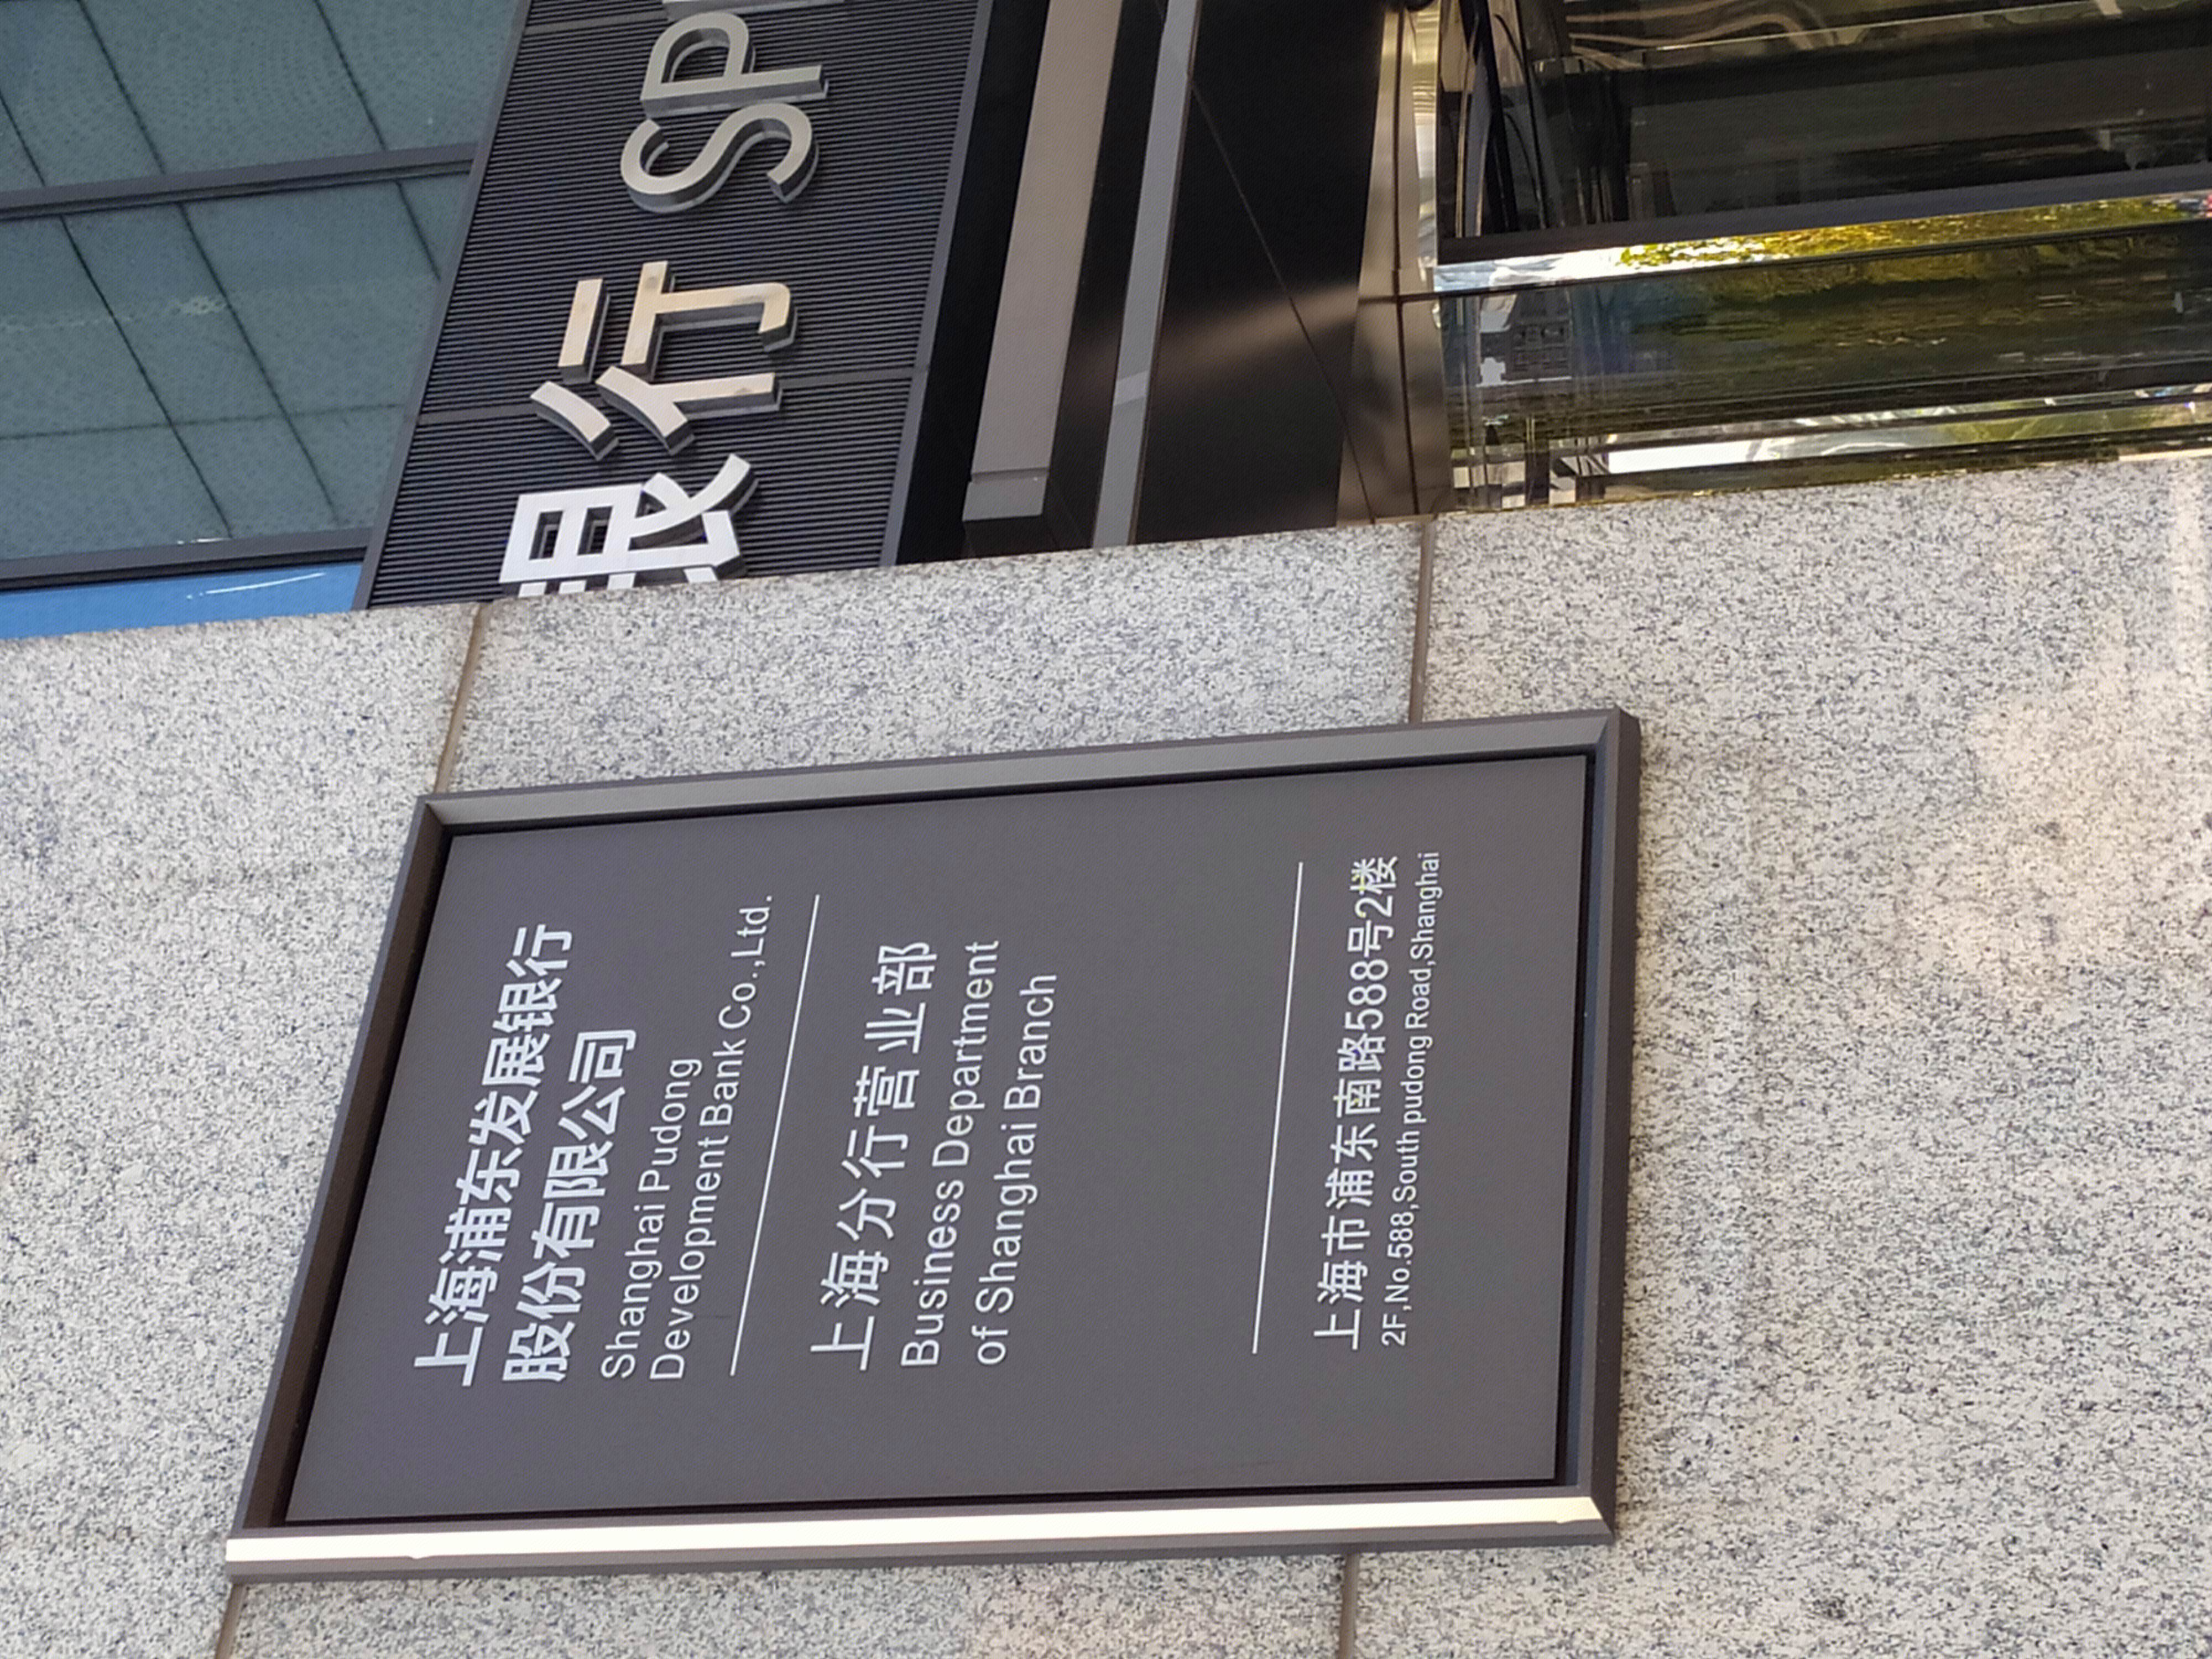 银行 SP
上海浦东发展银行
股份有限公司
Shanghai Pudong
Development Bank Co.,Ltd.
上海分行营业部
Business Department
of Shanghai Branch
上海市浦东南路588号2楼
2F,No.588,South pudong Road,Shanghai